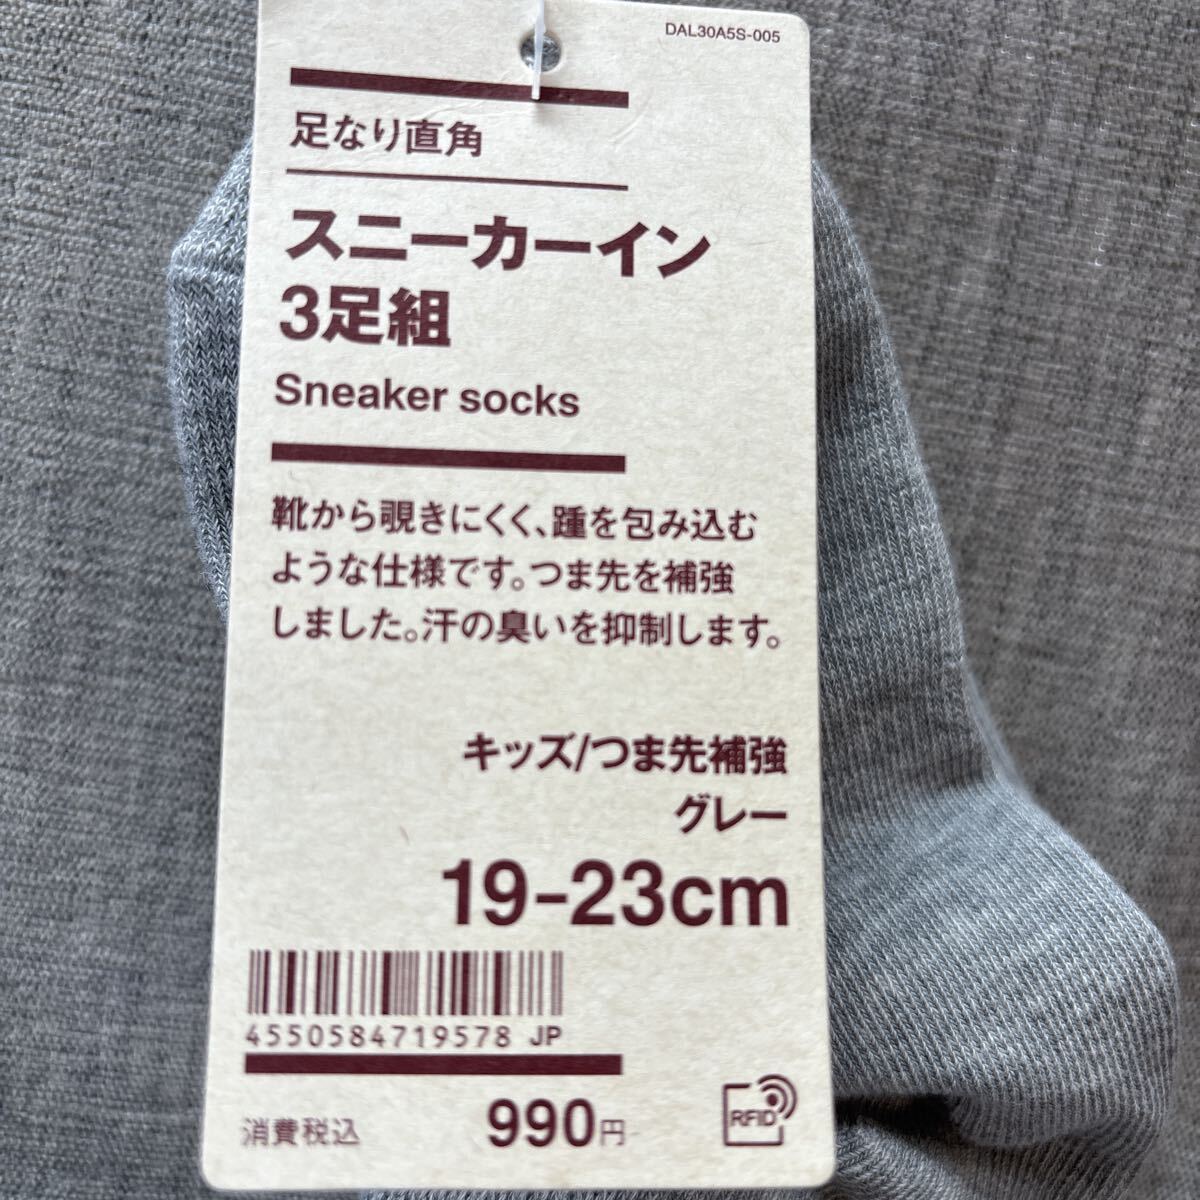 DAL30A5S-005
足なり直角
スニーカーイン
3足組
Sneaker socks
靴から覗きにくく、踵を包み込む
ような仕様です。つま先を補強
しました。汗の臭いを抑制します。
キッズ/つま先補強
グレー
19-23cm
4550584719578 JP
消費税込 990円
RFID